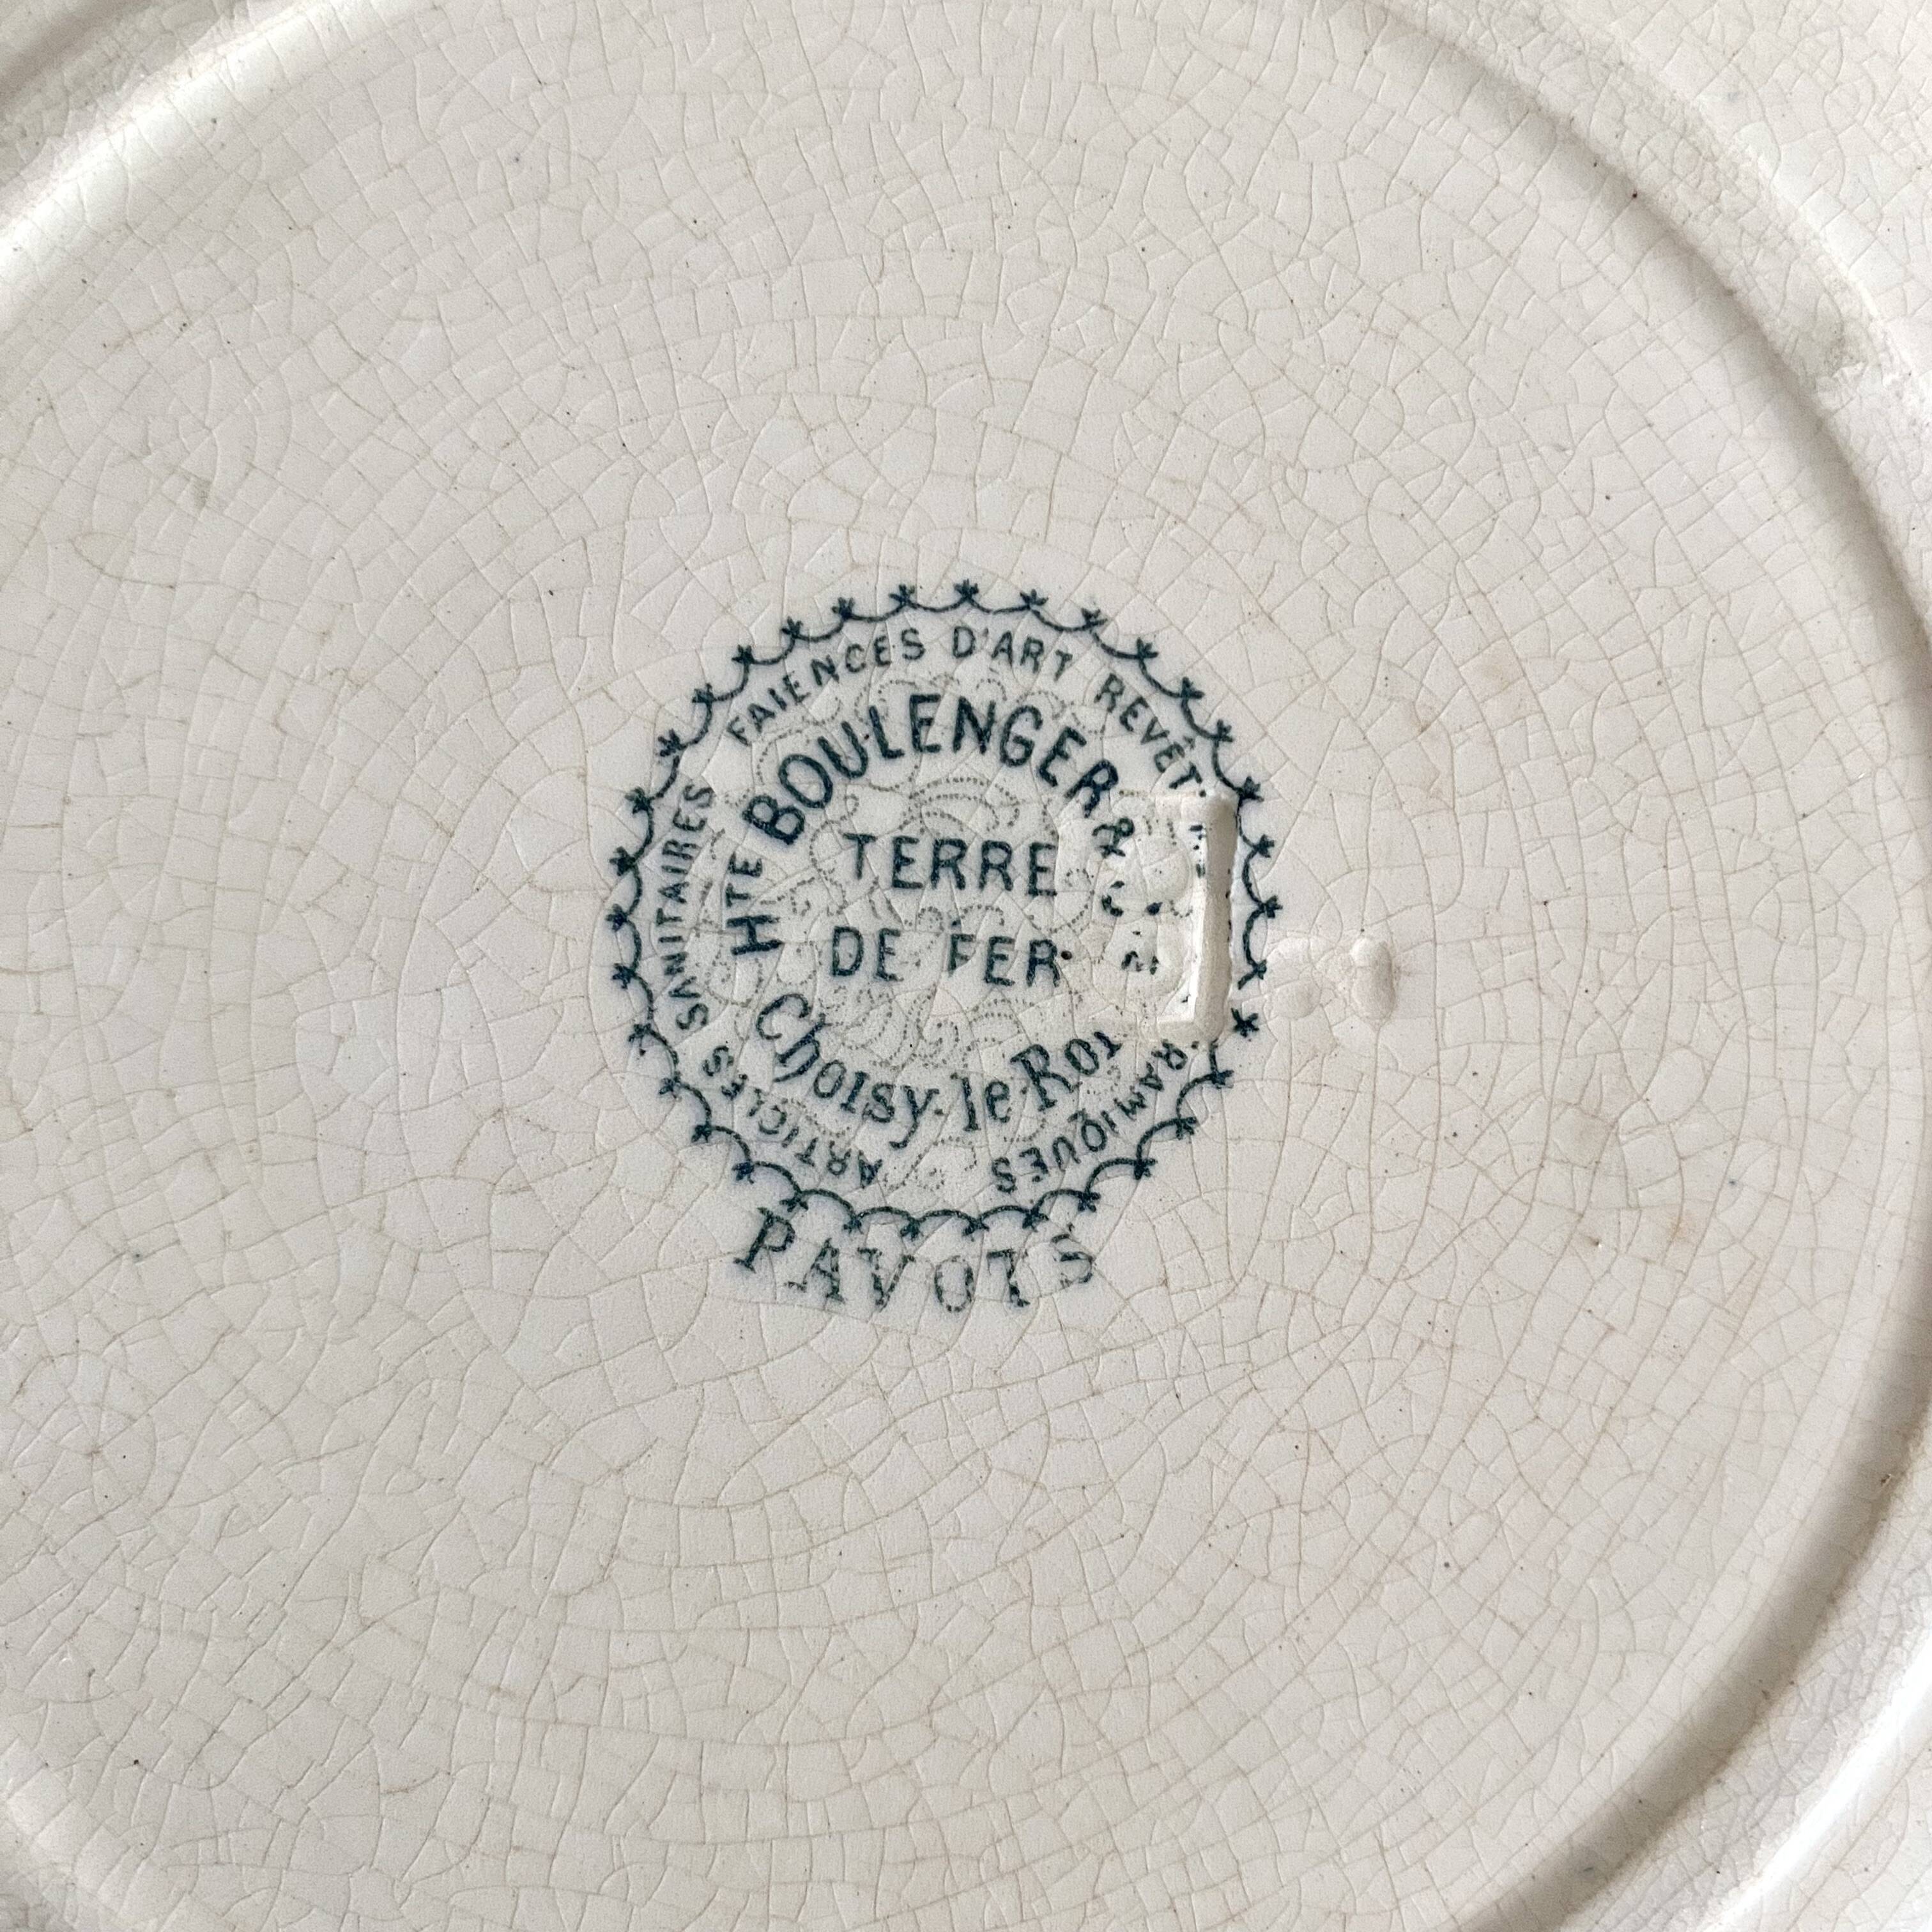 FAIENCES D'ART REVÊT
RAMIQUES
ARTICLES SANITAIRES
HTE BOULENGER &
TERRE
DE FER
Choisy-le-Roi
PAVOTS